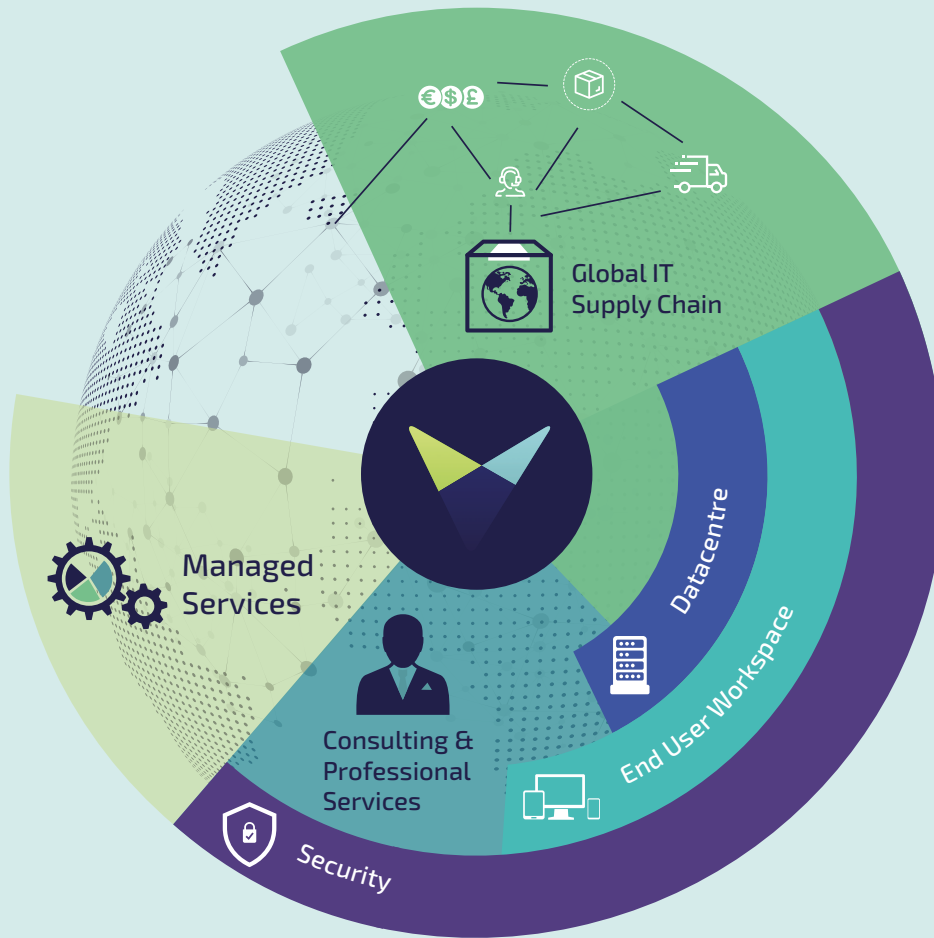 € $ £
Global IT
Supply Chain
Datacentre
Managed
Services
End User Workspace
Consulting &
Professional
Services
Security